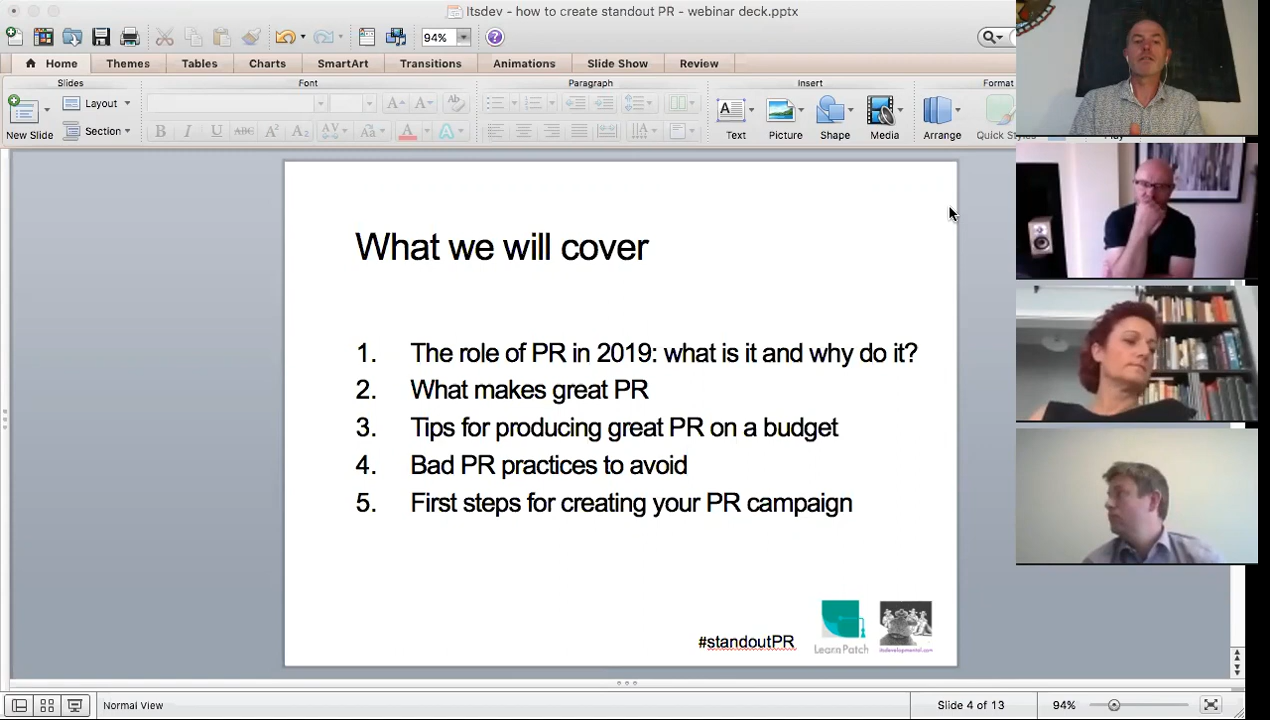 Itsdev - how to create standout PR - webinar deck.pptx
94%
Home Themes Tables Charts SmartArt Transitions Animations Slide Show Review
Slides Font Paragraph Insert Format
New Slide Layout Section Text Picture Shape Media Arrange Quick Styles Play
What we will cover
1. The role of PR in 2019: what is it and why do it?
2. What makes great PR
3. Tips for producing great PR on a budget
4. Bad PR practices to avoid
5. First steps for creating your PR campaign
#standoutPR
LearnPatch
itsdevelopmental.com
Normal View Slide 4 of 13 94%